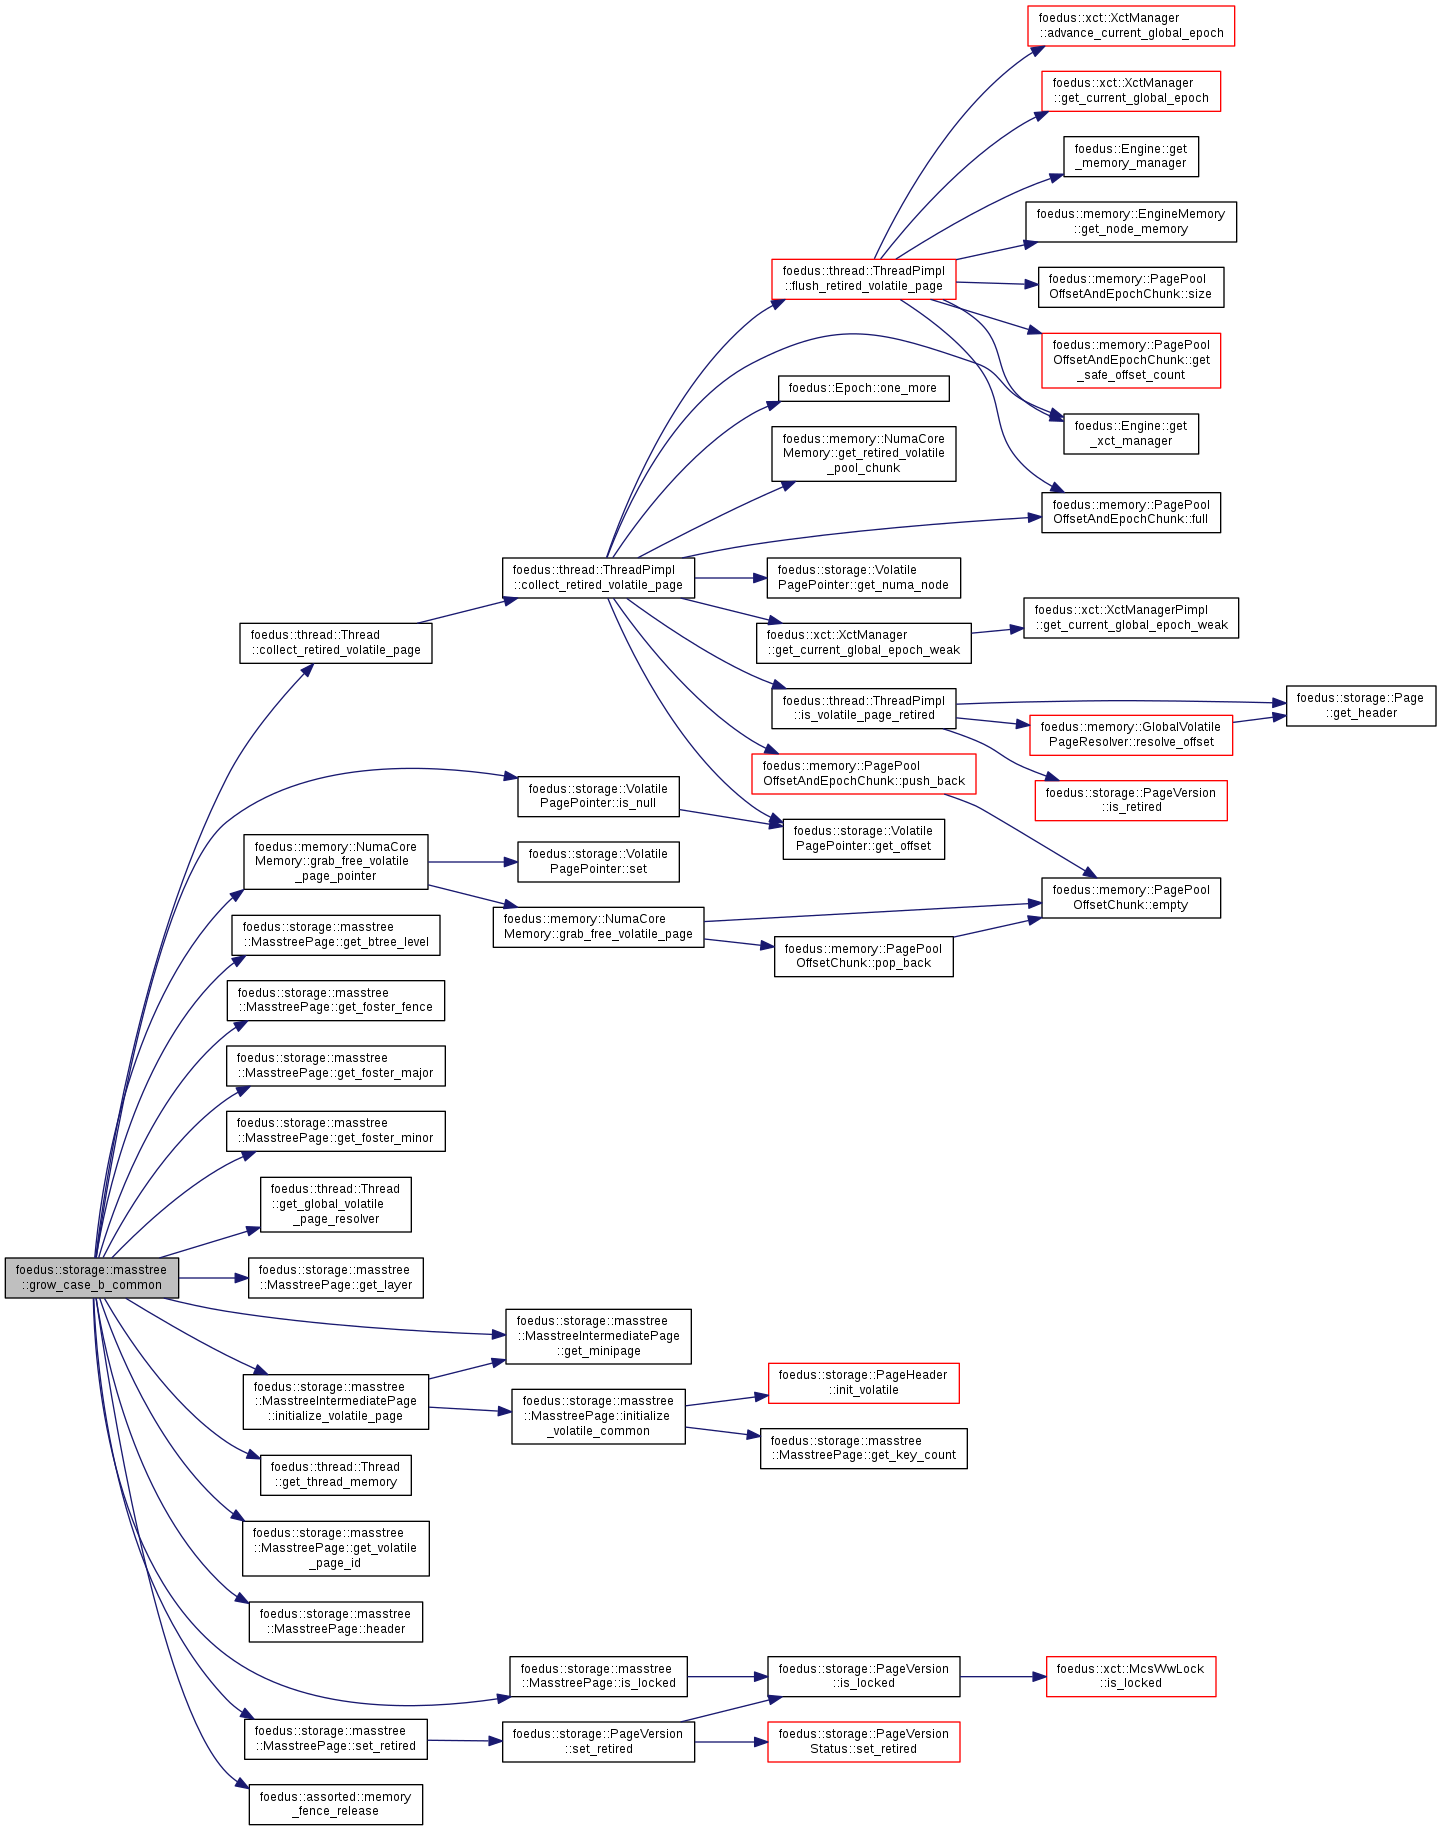 foedus::xct::XctManager
::advance_current_global_epoch
foedus::xct::XctManager
::get_current_global_epoch
foedus::Engine::get
_memory_manager
foedus::memory::EngineMemory
::get_node_memory
foedus::thread::ThreadPimpl
::flush_retired_volatile_page
foedus::memory::PagePool
OffsetAndEpochChunk::size
foedus::memory::PagePool
OffsetAndEpochChunk::get
_safe_offset_count
foedus::Epoch::one_more
foedus::Engine::get
_xct_manager
foedus::memory::NumaCore
Memory::get_retired_volatile
_pool_chunk
foedus::memory::PagePool
OffsetAndEpochChunk::full
foedus::thread::ThreadPimpl
::collect_retired_volatile_page
foedus::storage::Volatile
PagePointer::get_numa_node
foedus::thread::Thread
::collect_retired_volatile_page
foedus::xct::XctManager
::get_current_global_epoch_weak
foedus::xct::XctManagerPimpl
::get_current_global_epoch_weak
foedus::thread::ThreadPimpl
::is_volatile_page_retired
foedus::storage::Page
::get_header
foedus::memory::GlobalVolatile
PageResolver::resolve_offset
foedus::memory::PagePool
OffsetAndEpochChunk::push_back
foedus::storage::PageVersion
::is_retired
foedus::storage::Volatile
PagePointer::is_null
foedus::storage::Volatile
PagePointer::get_offset
foedus::memory::NumaCore
Memory::grab_free_volatile
_page_pointer
foedus::storage::Volatile
PagePointer::set
foedus::memory::NumaCore
Memory::grab_free_volatile_page
foedus::memory::PagePool
OffsetChunk::empty
foedus::memory::PagePool
OffsetChunk::pop_back
foedus::storage::masstree
::MasstreePage::get_btree_level
foedus::storage::masstree
::MasstreePage::get_foster_fence
foedus::storage::masstree
::MasstreePage::get_foster_major
foedus::storage::masstree
::MasstreePage::get_foster_minor
foedus::thread::Thread
::get_global_volatile
_page_resolver
foedus::storage::masstree
::grow_case_b_common
foedus::storage::masstree
::MasstreePage::get_layer
foedus::storage::masstree
::MasstreeIntermediatePage
::get_minipage
foedus::storage::masstree
::MasstreeIntermediatePage
::initialize_volatile_page
foedus::storage::masstree
::MasstreePage::initialize
_volatile_common
foedus::storage::PageHeader
::init_volatile
foedus::storage::masstree
::MasstreePage::get_key_count
foedus::thread::Thread
::get_thread_memory
foedus::storage::masstree
::MasstreePage::get_volatile
_page_id
foedus::storage::masstree
::MasstreePage::header
foedus::storage::masstree
::MasstreePage::is_locked
foedus::storage::PageVersion
::is_locked
foedus::xct::McsWwLock
::is_locked
foedus::storage::masstree
::MasstreePage::set_retired
foedus::storage::PageVersion
::set_retired
foedus::storage::PageVersion
Status::set_retired
foedus::assorted::memory
_fence_release